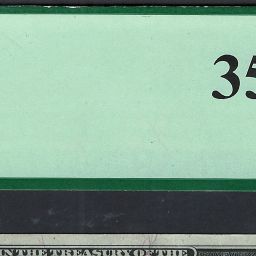 35
IN THE TREASURY OF THE